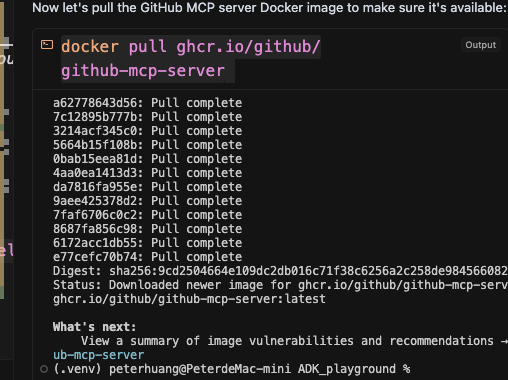 Now let's pull the GitHub MCP server Docker image to make sure it's available:
docker pull ghcr.io/github/
github-mcp-server
Output
a62778643d56: Pull complete
7c12895b777b: Pull complete
3214acf345c0: Pull complete
5664b15f108b: Pull complete
0bab15eea81d: Pull complete
4aa0ea1413d3: Pull complete
da7816fa955e: Pull complete
9aee425378d2: Pull complete
7faf6706c0c2: Pull complete
8687fa856c98: Pull complete
6172acc1db55: Pull complete
e77cefc70b74: Pull complete
Digest: sha256:9cd2504664e109dc2db016c71f38c6256a2c258de984566082
Status: Downloaded newer image for ghcr.io/github/github-mcp-serv
ghcr.io/github/github-mcp-server:latest
What's next:
View a summary of image vulnerabilities and recommendations →
ub-mcp-server
(.venv) peterhuang@PeterdeMac-mini ADK_playground %